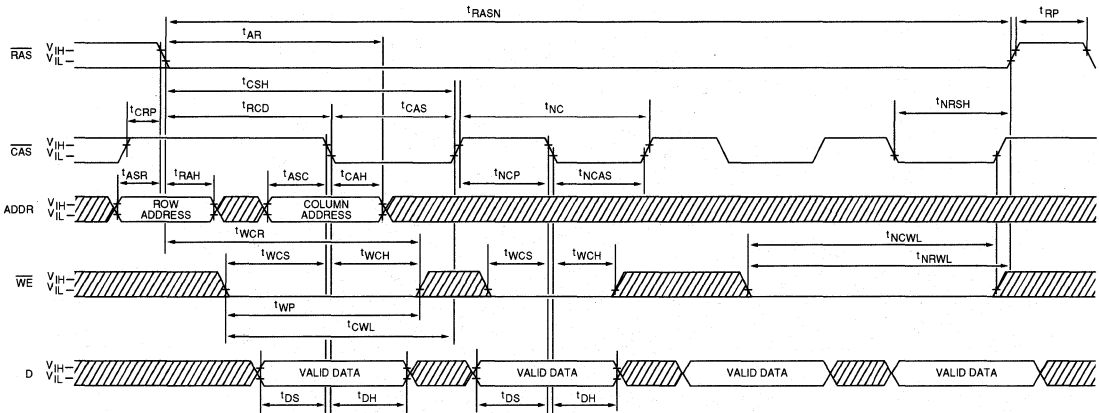 tRASN
tRP
tAR
RAS VIH
VIL
tCSH
tCRP tRCD tCAS tNC tNRSH
CAS VIH
VIL
tASR tRAH tASC tCAH tNCP tNCAS
ADDR VIH
VIL
ROW ADDRESS
COLUMN ADDRESS
tWCR tNCWL
tWCS tWCH tWCS tWCH tNRWL
WE VIH
VIL
tWP
tCWL
D VIH
VIL
VALID DATA VALID DATA VALID DATA VALID DATA
tDS tDH tDS tDH